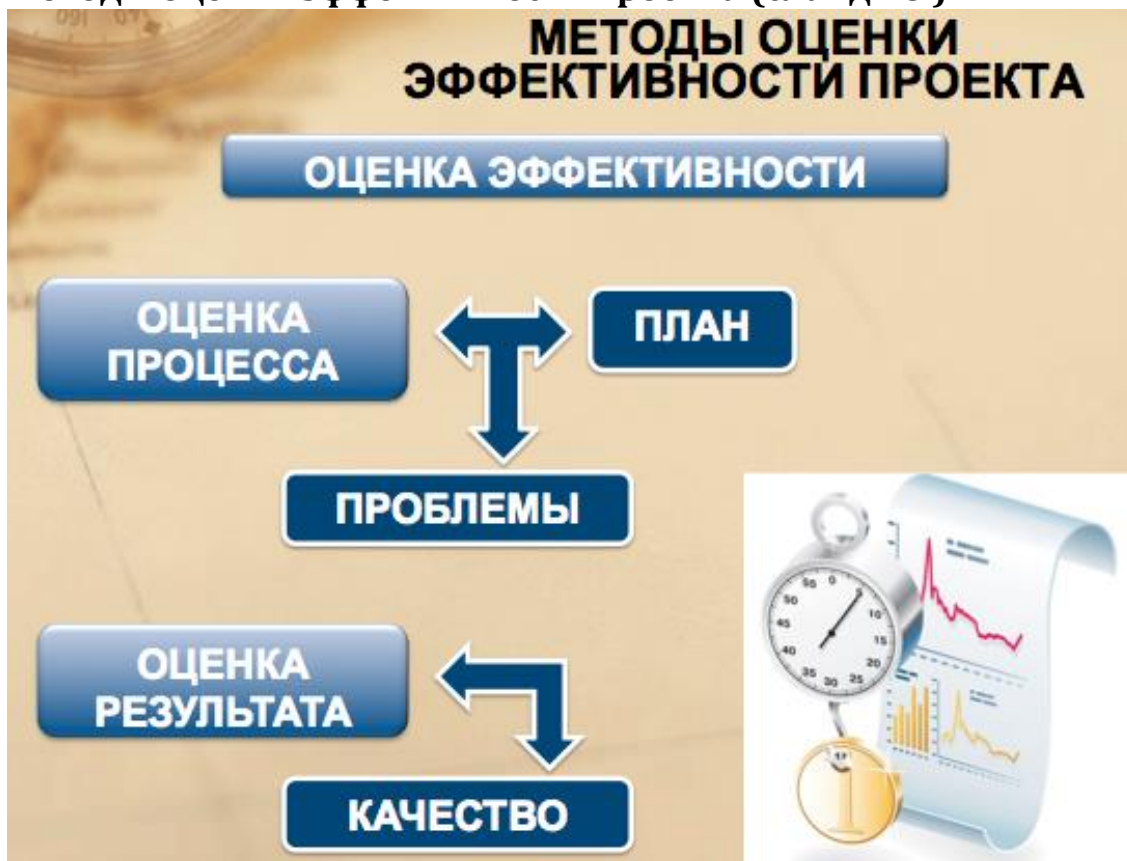 МЕТОДЫ ОЦЕНКИ
ЭФФЕКТИВНОСТИ ПРОЕКТА
ОЦЕНКА ЭФФЕКТИВНОСТИ
ОЦЕНКА
ПРОЦЕССА
ПЛАН
ПРОБЛЕМЫ
ОЦЕНКА
РЕЗУЛЬТАТА
КАЧЕСТВО